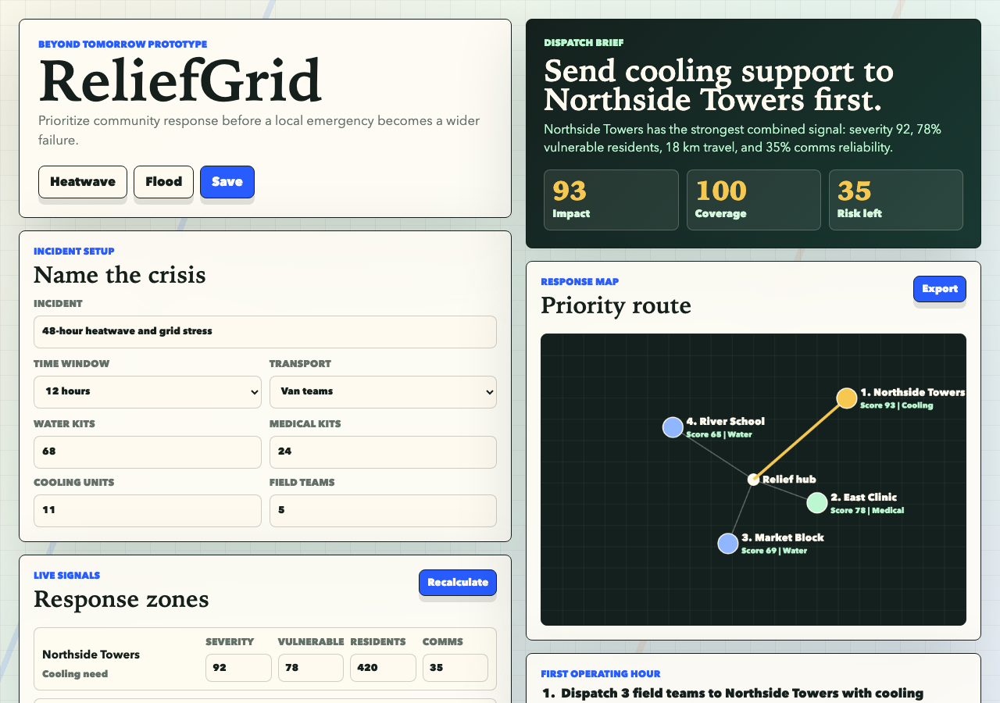 BEYOND TOMORROW PROTOTYPE
ReliefGrid
Prioritize community response before a local emergency becomes a wider
failure.
Heatwave
Flood
Save
INCIDENT SETUP
Name the crisis
INCIDENT
48-hour heatwave and grid stress
TIME WINDOW
TRANSPORT
12 hours
Van teams
WATER KITS
MEDICAL KITS
68
24
COOLING UNITS
FIELD TEAMS
11
5
LIVE SIGNALS
Response zones
Recalculate
Northside Towers
Cooling need
SEVERITY
VULNERABLE
RESIDENTS
COMMS
92
78
420
35
DISPATCH BRIEF
Send cooling support to
Northside Towers first.
Northside Towers has the strongest combined signal: severity 92, 78%
vulnerable residents, 18 km travel, and 35% comms reliability.
93
Impact
100
Coverage
35
Risk left
RESPONSE MAP
Priority route
Export
1. Northside Towers
Score 93 | Cooling
4. River School
Score 65 | Water
Relief hub
2. East Clinic
Score 78 | Medical
3. Market Block
Score 69 | Water
FIRST OPERATING HOUR
1. Dispatch 3 field teams to Northside Towers with cooling